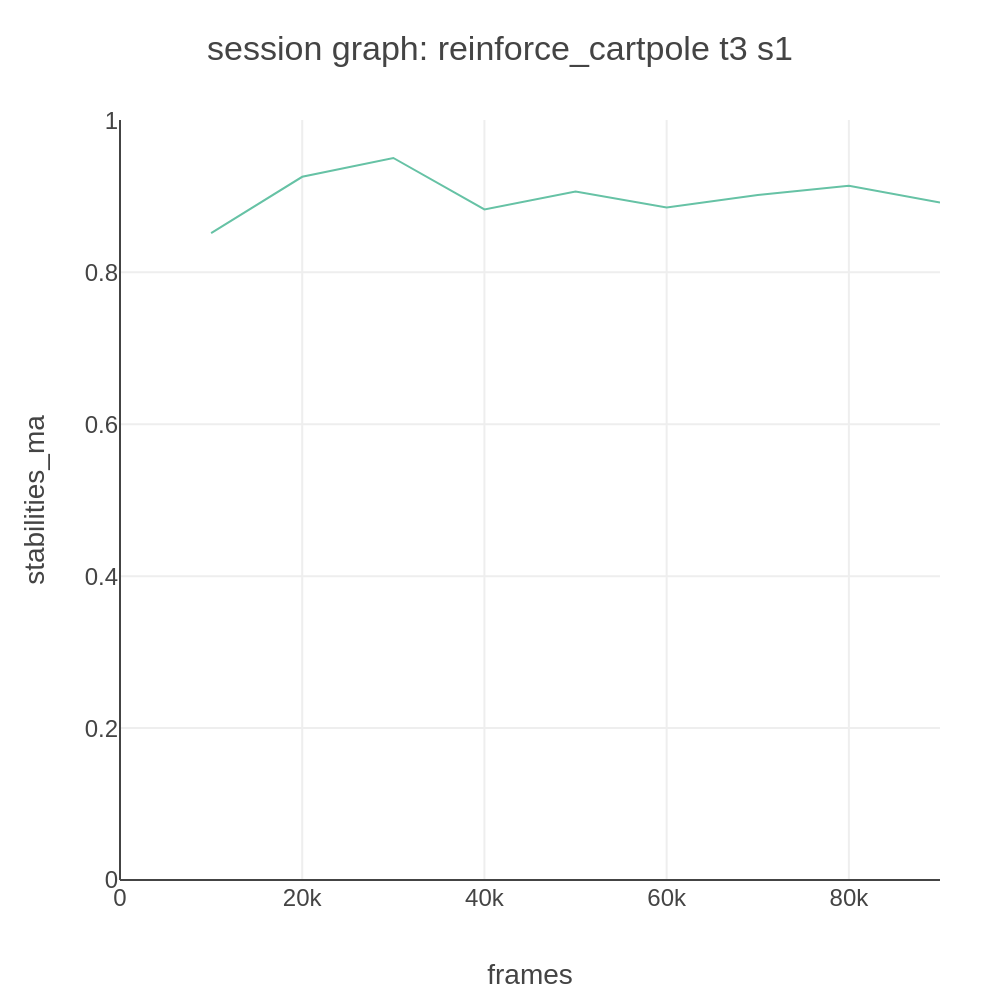 session graph: reinforce_cartpole t3 s1
1
0.8
0.6
0.4
0.2
0
stabilities_ma
0
20k
40k
60k
80k
frames